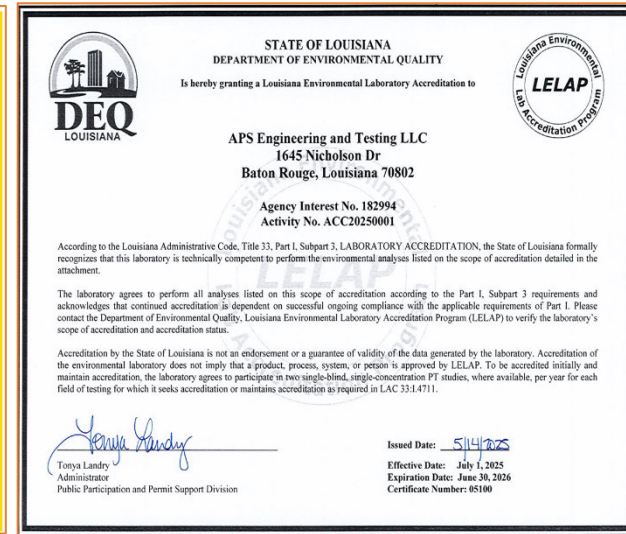 STATE OF LOUISIANA
DEPARTMENT OF ENVIRONMENTAL QUALITY
Is hereby granting a Louisiana Environmental Laboratory Accreditation to
DEQ
LOUISIANA
Louisiana Environmental
LELAP
Lab Accreditation Program
APS Engineering and Testing LLC
1645 Nicholson Dr
Baton Rouge, Louisiana 70802
Agency Interest No. 182994
Activity No. ACC20250001
According to the Louisiana Administrative Code, Title 33, Part I, Subpart 3, LABORATORY ACCREDITATION, the State of Louisiana formally
recognizes that this laboratory is technically competent to perform the environmental analyses listed on the scope of accreditation detailed in the
attachment.
The laboratory agrees to perform all analyses listed on this scope of accreditation according to the Part I, Subpart 3 requirements and
acknowledges that continued accreditation is dependent on successful ongoing compliance with the applicable requirements of Part I. Please
contact the Department of Environmental Quality, Louisiana Environmental Laboratory Accreditation Program (LELAP) to verify the laboratory's
scope of accreditation and accreditation status.
Accreditation by the State of Louisiana is not an endorsement or a guarantee of validity of the data generated by the laboratory. Accreditation of
the environmental laboratory does not imply that a product, process, system, or person is approved by LELAP. To be accredited initially and
maintain accreditation, the laboratory agrees to participate in two single-blind, single-concentration PT studies, where available, per year for each
field of testing for which it seeks accreditation or maintains accreditation as required in LAC 33:I.4711.
Tonya Landry
Tonya Landry
Administrator
Public Participation and Permit Support Division
Issued Date: 5/14/2025
Effective Date: July 1, 2025
Expiration Date: June 30, 2026
Certificate Number: 05100